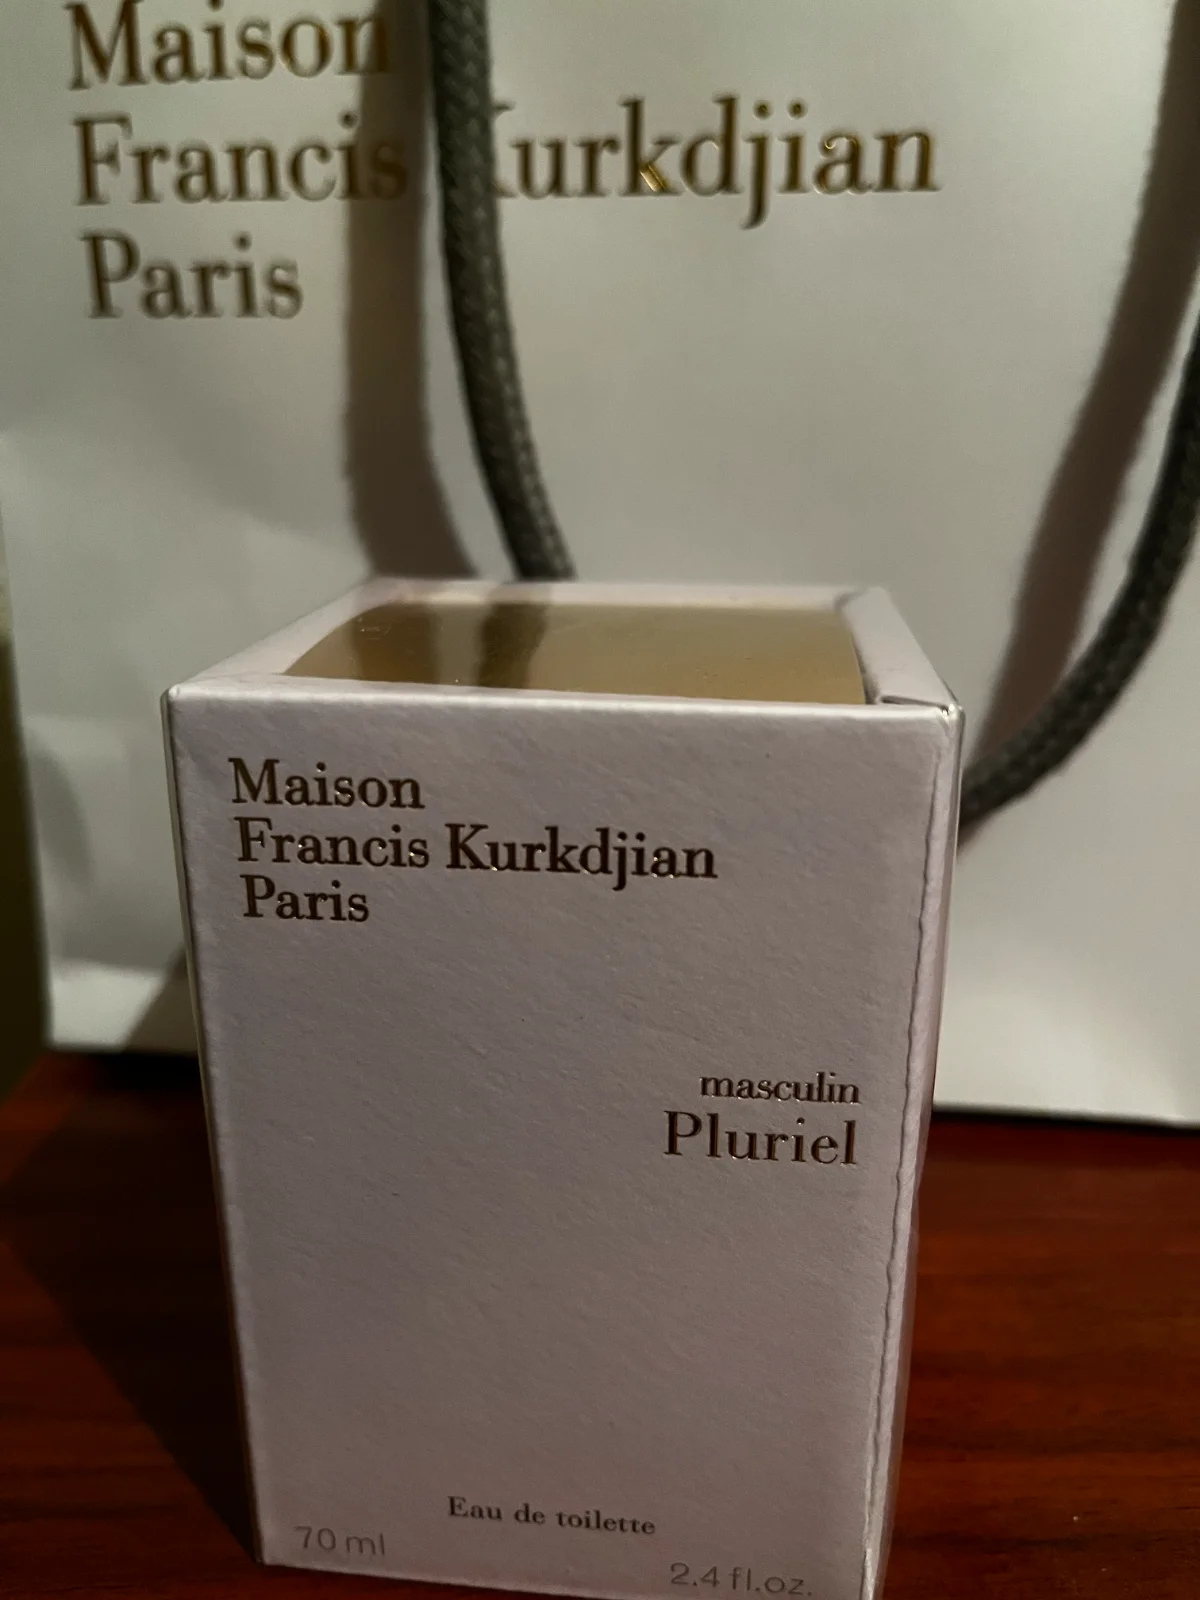 Maison
Francis Kurkdjian
Paris
Maison
Francis Kurkdjian
Paris
masculin
Pluriel
Eau de toilette
70 ml
2.4 fl.oz.